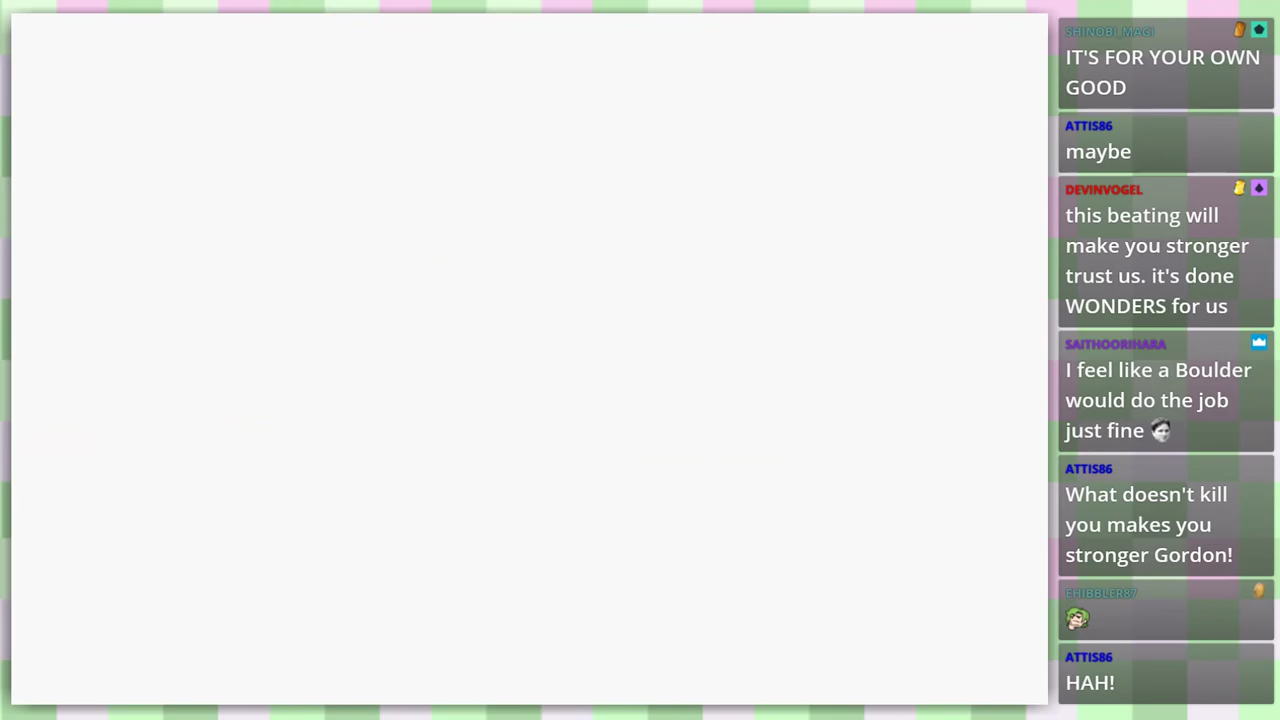 SHINOBI_MAGI
IT'S FOR YOUR OWN
GOOD
ATTIS86
maybe
DEVINVOGEL
this beating will
make you stronger
trust us. it's done
WONDERS for us
SAITHOORIHARA
I feel like a Boulder
would do the job
just fine
ATTIS86
What doesn't kill
you makes you
stronger Gordon!
EHIBBLER87
ATTIS86
HAH!